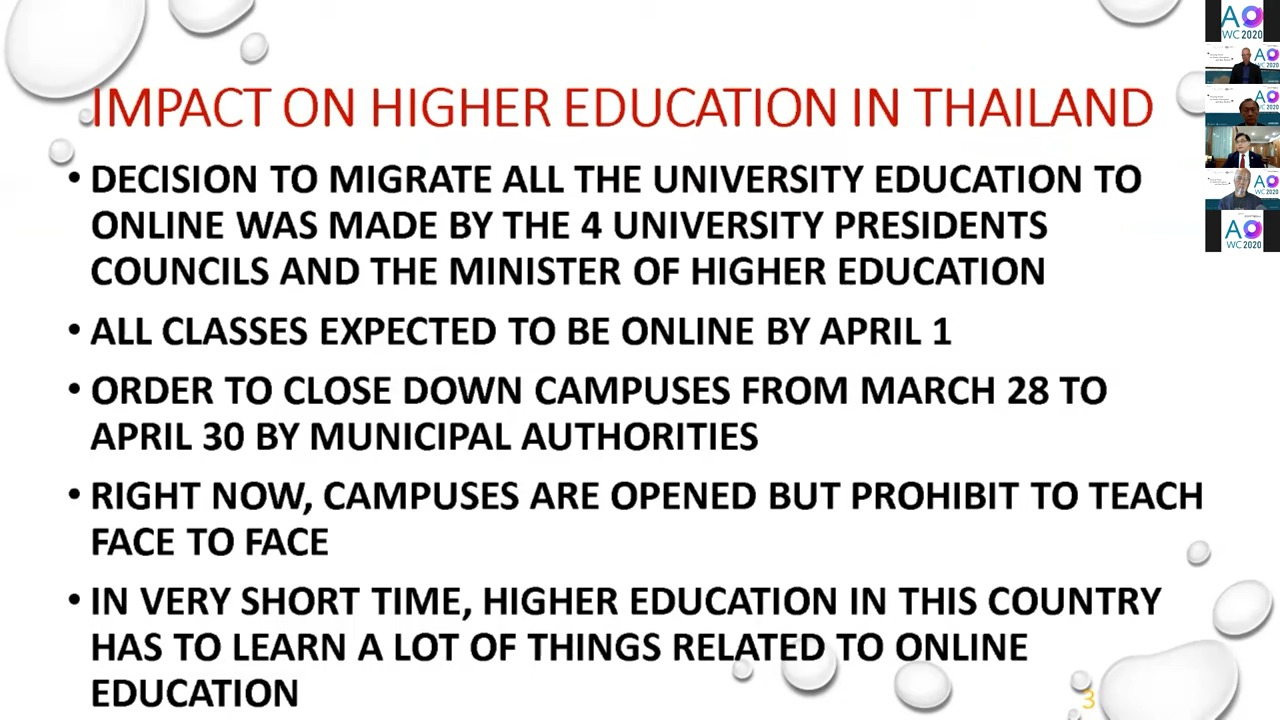 IMPACT ON HIGHER EDUCATION IN THAILAND
• DECISION TO MIGRATE ALL THE UNIVERSITY EDUCATION TO
ONLINE WAS MADE BY THE 4 UNIVERSITY PRESIDENTS
COUNCILS AND THE MINISTER OF HIGHER EDUCATION
• ALL CLASSES EXPECTED TO BE ONLINE BY APRIL 1
• ORDER TO CLOSE DOWN CAMPUSES FROM MARCH 28 TO
APRIL 30 BY MUNICIPAL AUTHORITIES
• RIGHT NOW, CAMPUSES ARE OPENED BUT PROHIBIT TO TEACH
FACE TO FACE
• IN VERY SHORT TIME, HIGHER EDUCATION IN THIS COUNTRY
HAS TO LEARN A LOT OF THINGS RELATED TO ONLINE
EDUCATION
3
WC 2020
WC 2020